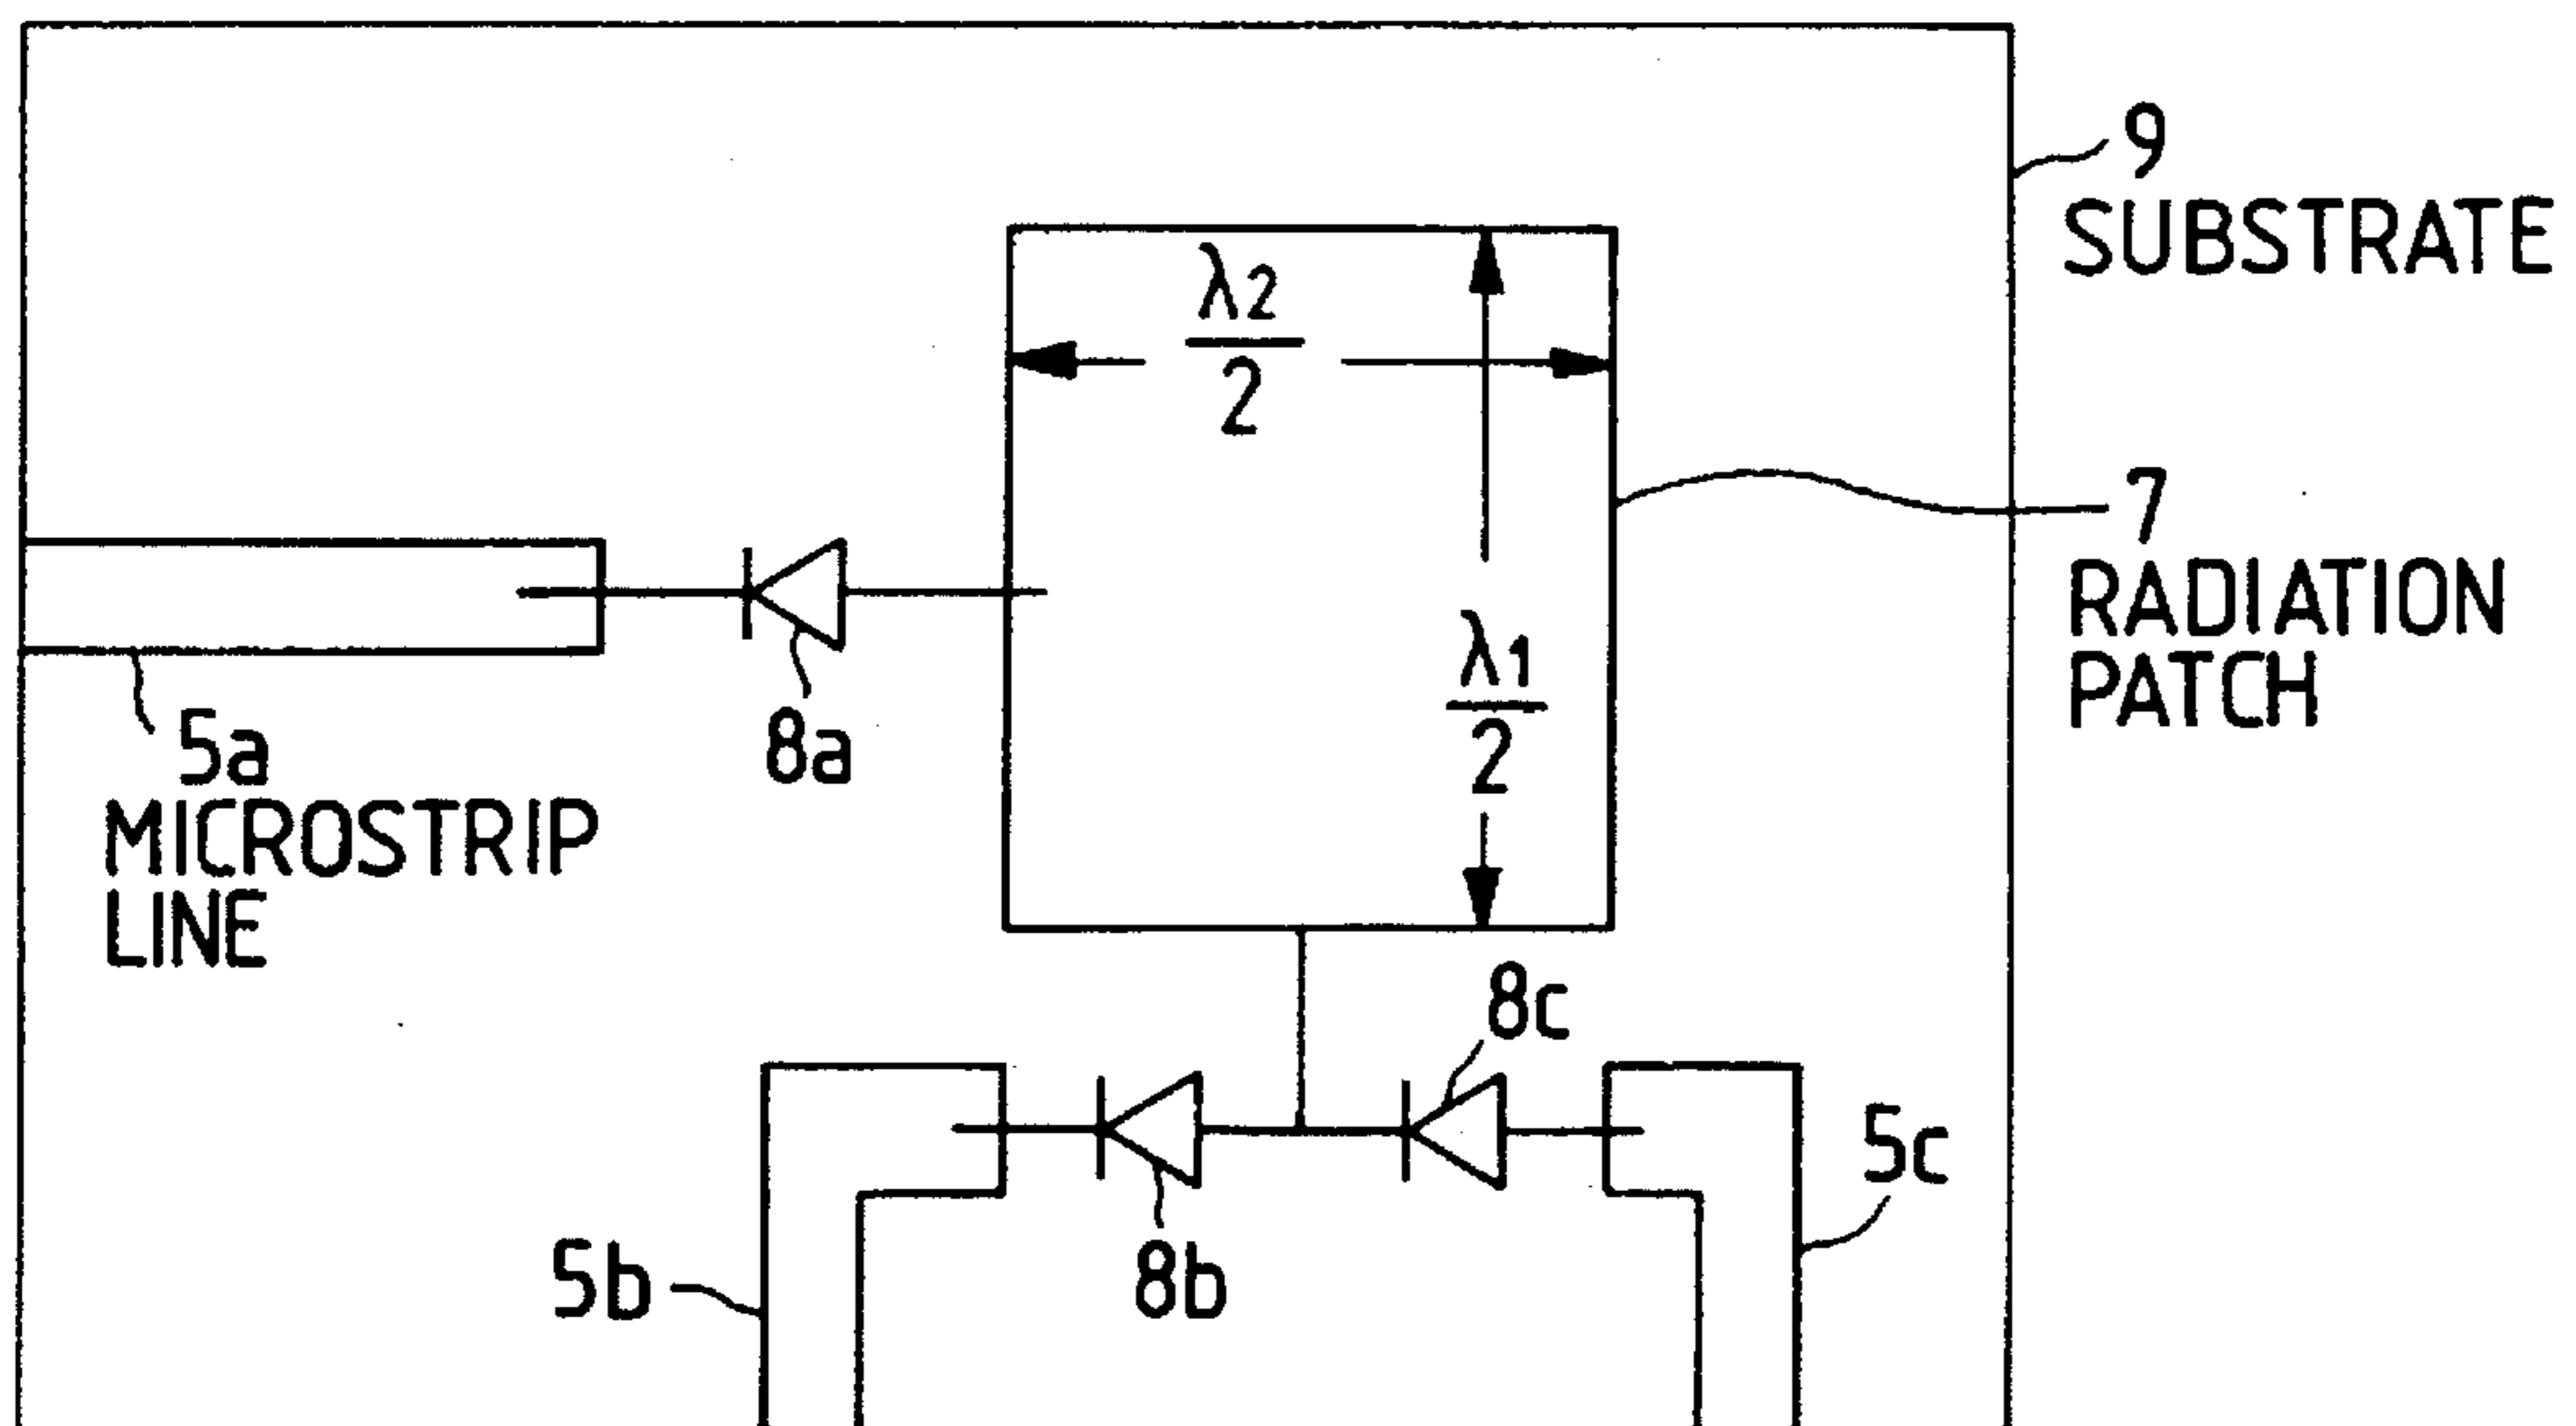 9
SUBSTRATE
λ2
2
7
RADIATION
PATCH
λ1
2
5a
MICROSTRIP
LINE
8a
8c
5c
5b
8b